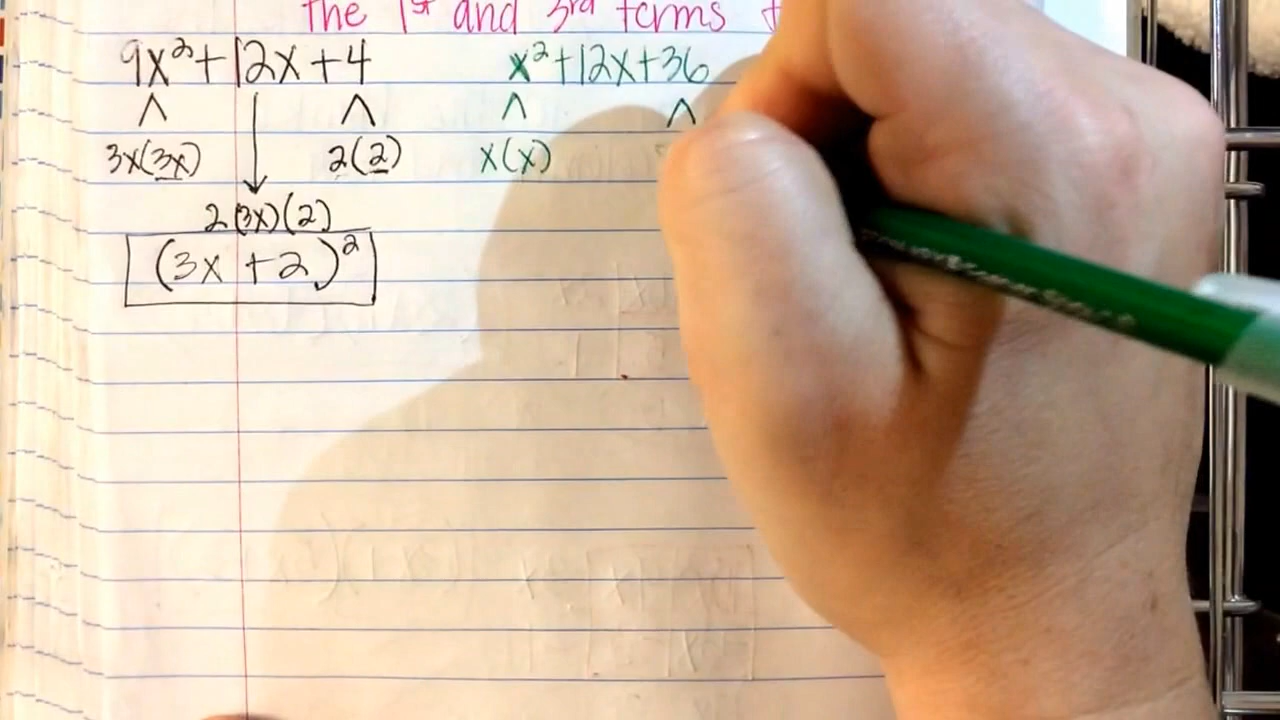 the 1st and 3rd terms
9x²+12x+4 x²+12x+36
3x(3x) 2(2) x(x)
2(3x)(2)
(3x+2)²